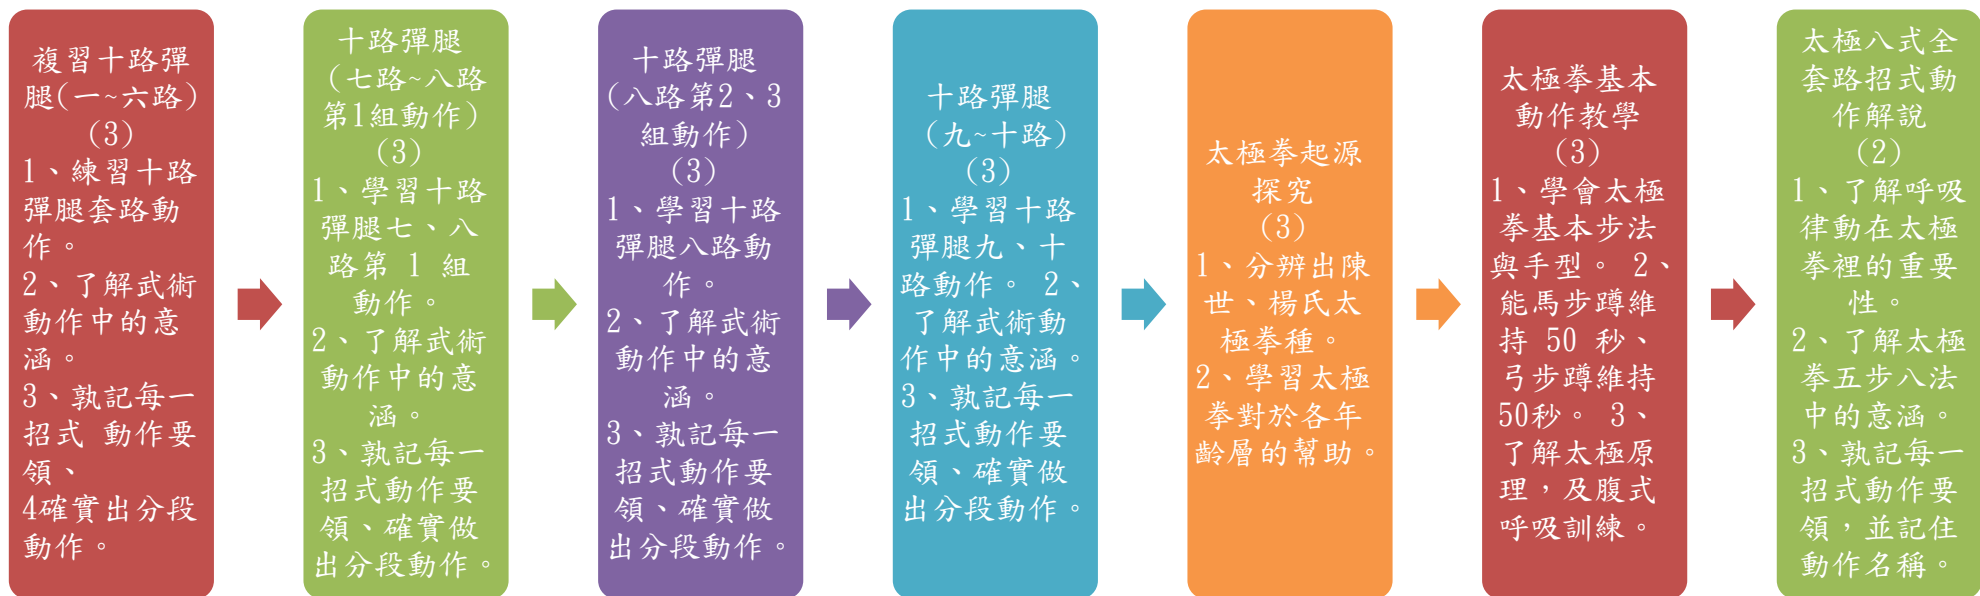 複習十路彈
腿(一~六路)
(3)
1、練習十路
彈腿套路動
作。
2、了解武術
動作中的意
涵。
3、孰記每一
招式 動作要
領、
4確實出分段
動作。
十路彈腿
(七路~八路
第1組動作)
(3)
1、學習十路
彈腿七、八
路第 1 組
動作。
2、了解武術
動作中的意
涵。
3、孰記每一
招式動作要
領、確實做
出分段動作。
十路彈腿
(八路第2、3
組動作)
(3)
1、學習十路
彈腿八路動
作。
2、了解武術
動作中的意
涵。
3、孰記每一
招式動作要
領、確實做
出分段動作。
十路彈腿
(九~十路)
(3)
1、學習十路
彈腿九、十
路動作。 2、
了解武術動
作中的意涵。
3、孰記每一
招式動作要
領、確實做
出分段動作。
太極拳起源
探究
(3)
1、分辨出陳
世、楊氏太
極拳種。
2、學習太極
拳對於各年
齡層的幫助。
太極拳基本
動作教學
(3)
1、學會太極
拳基本步法
與手型。 2、
能馬步蹲維
持 50 秒、
弓步蹲維持
50秒。 3、
了解太極原
理，及腹式
呼吸訓練。
太極八式全
套路招式動
作解說
(2)
1、了解呼吸
律動在太極
拳裡的重要
性。
2、了解太極
拳五步八法
中的意涵。
3、孰記每一
招式動作要
領，並記住
動作名稱。